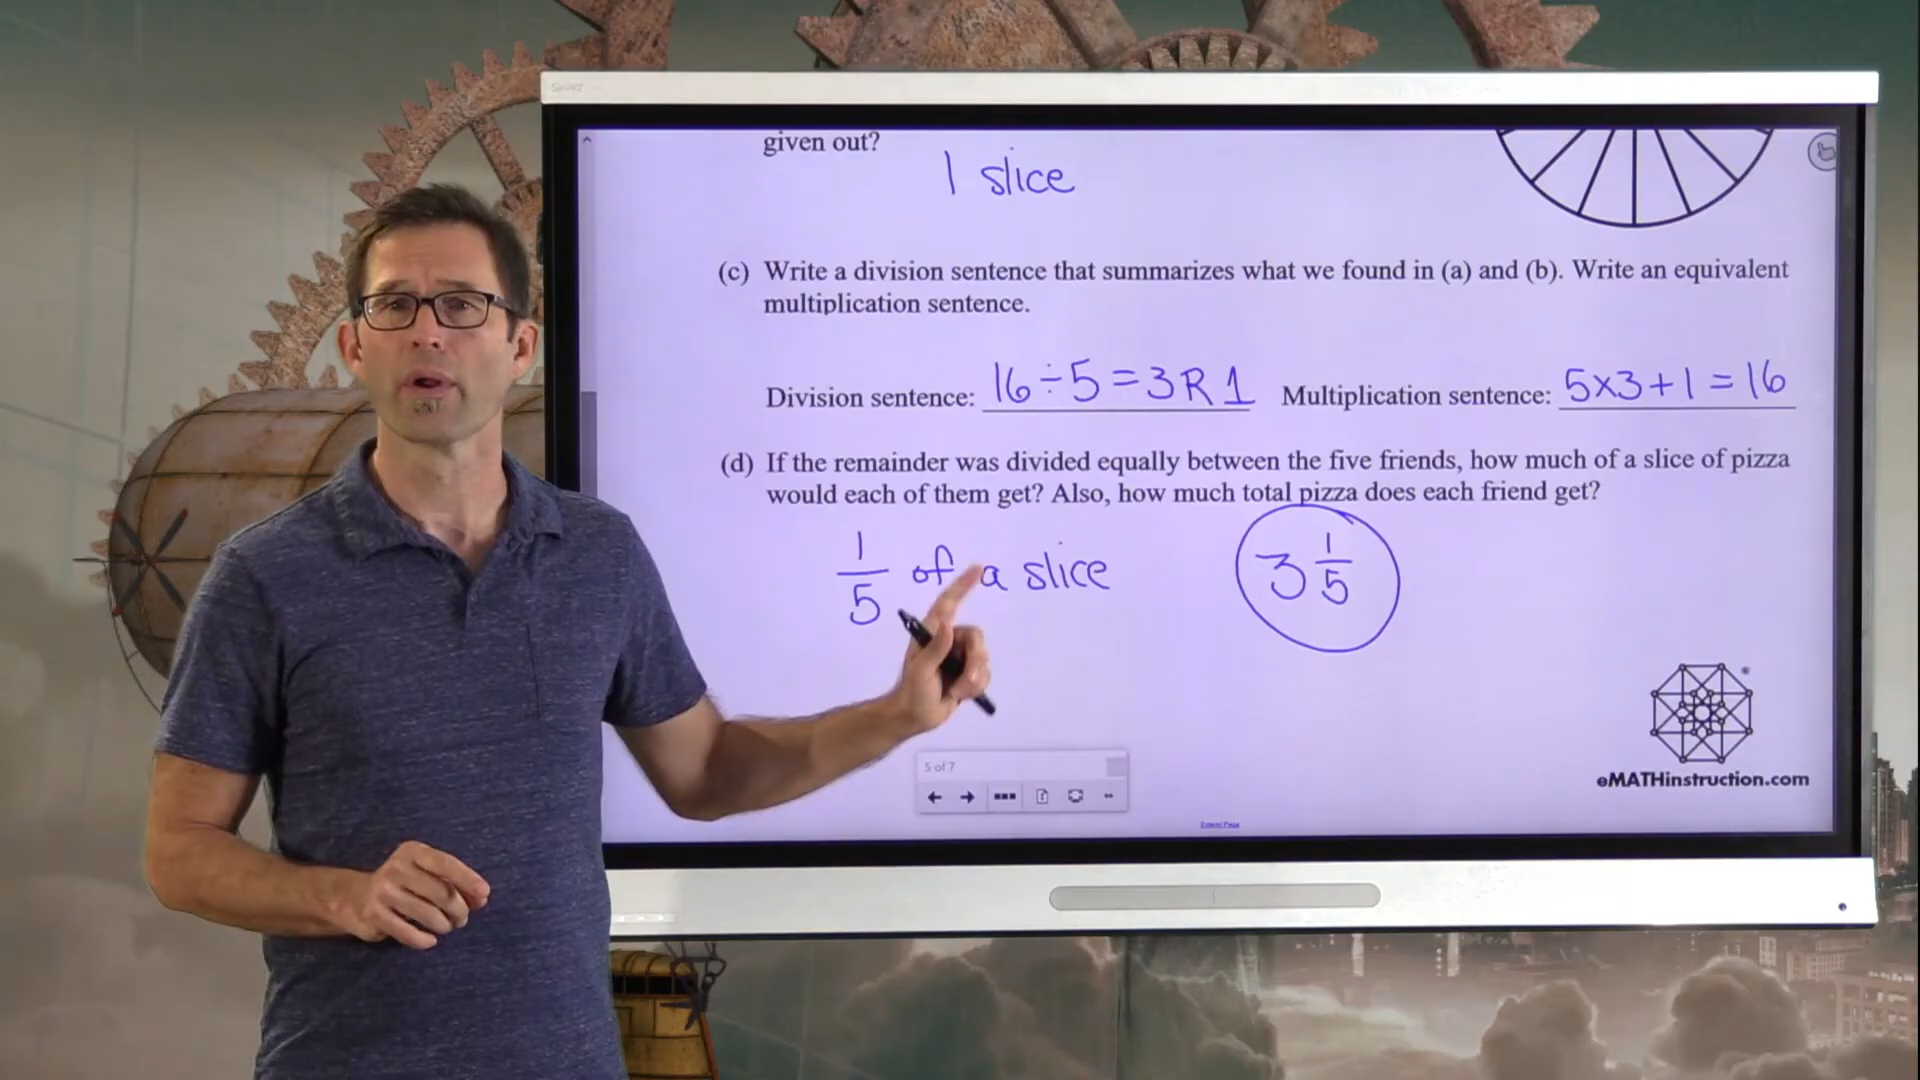 given out?
1 slice
(c) Write a division sentence that summarizes what we found in (a) and (b). Write an equivalent
multiplication sentence.
Division sentence: 16÷5=3R1 Multiplication sentence: 5x3+1=16
(d) If the remainder was divided equally between the five friends, how much of a slice of pizza
would each of them get? Also, how much total pizza does each friend get?
1/5 of a slice 3 1/5
®
eMATHinstruction.com
5 of 7
Extend Page